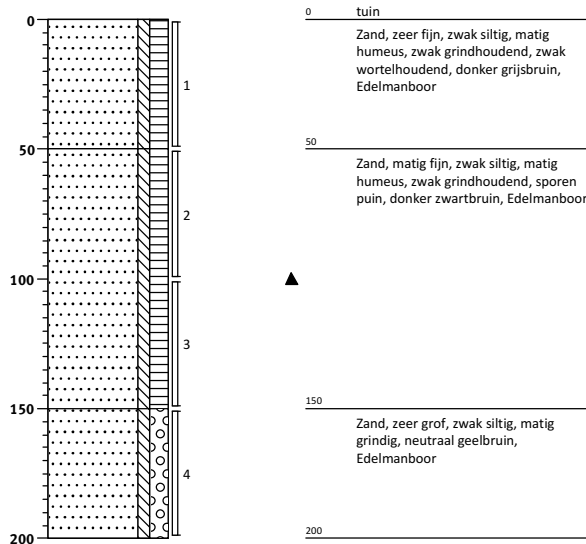 0
50
100
150
200
1
2
3
4
0 tuin
Zand, zeer fijn, zwak siltig, matig
humeus, zwak grindhoudend, zwak
wortelhoudend, donker grijsbruin,
Edelmanboor
50
Zand, matig fijn, zwak siltig, matig
humeus, zwak grindhoudend, sporen
puin, donker zwartbruin, Edelmanboor
150
Zand, zeer grof, zwak siltig, matig
grindig, neutraal geelbruin,
Edelmanboor
200